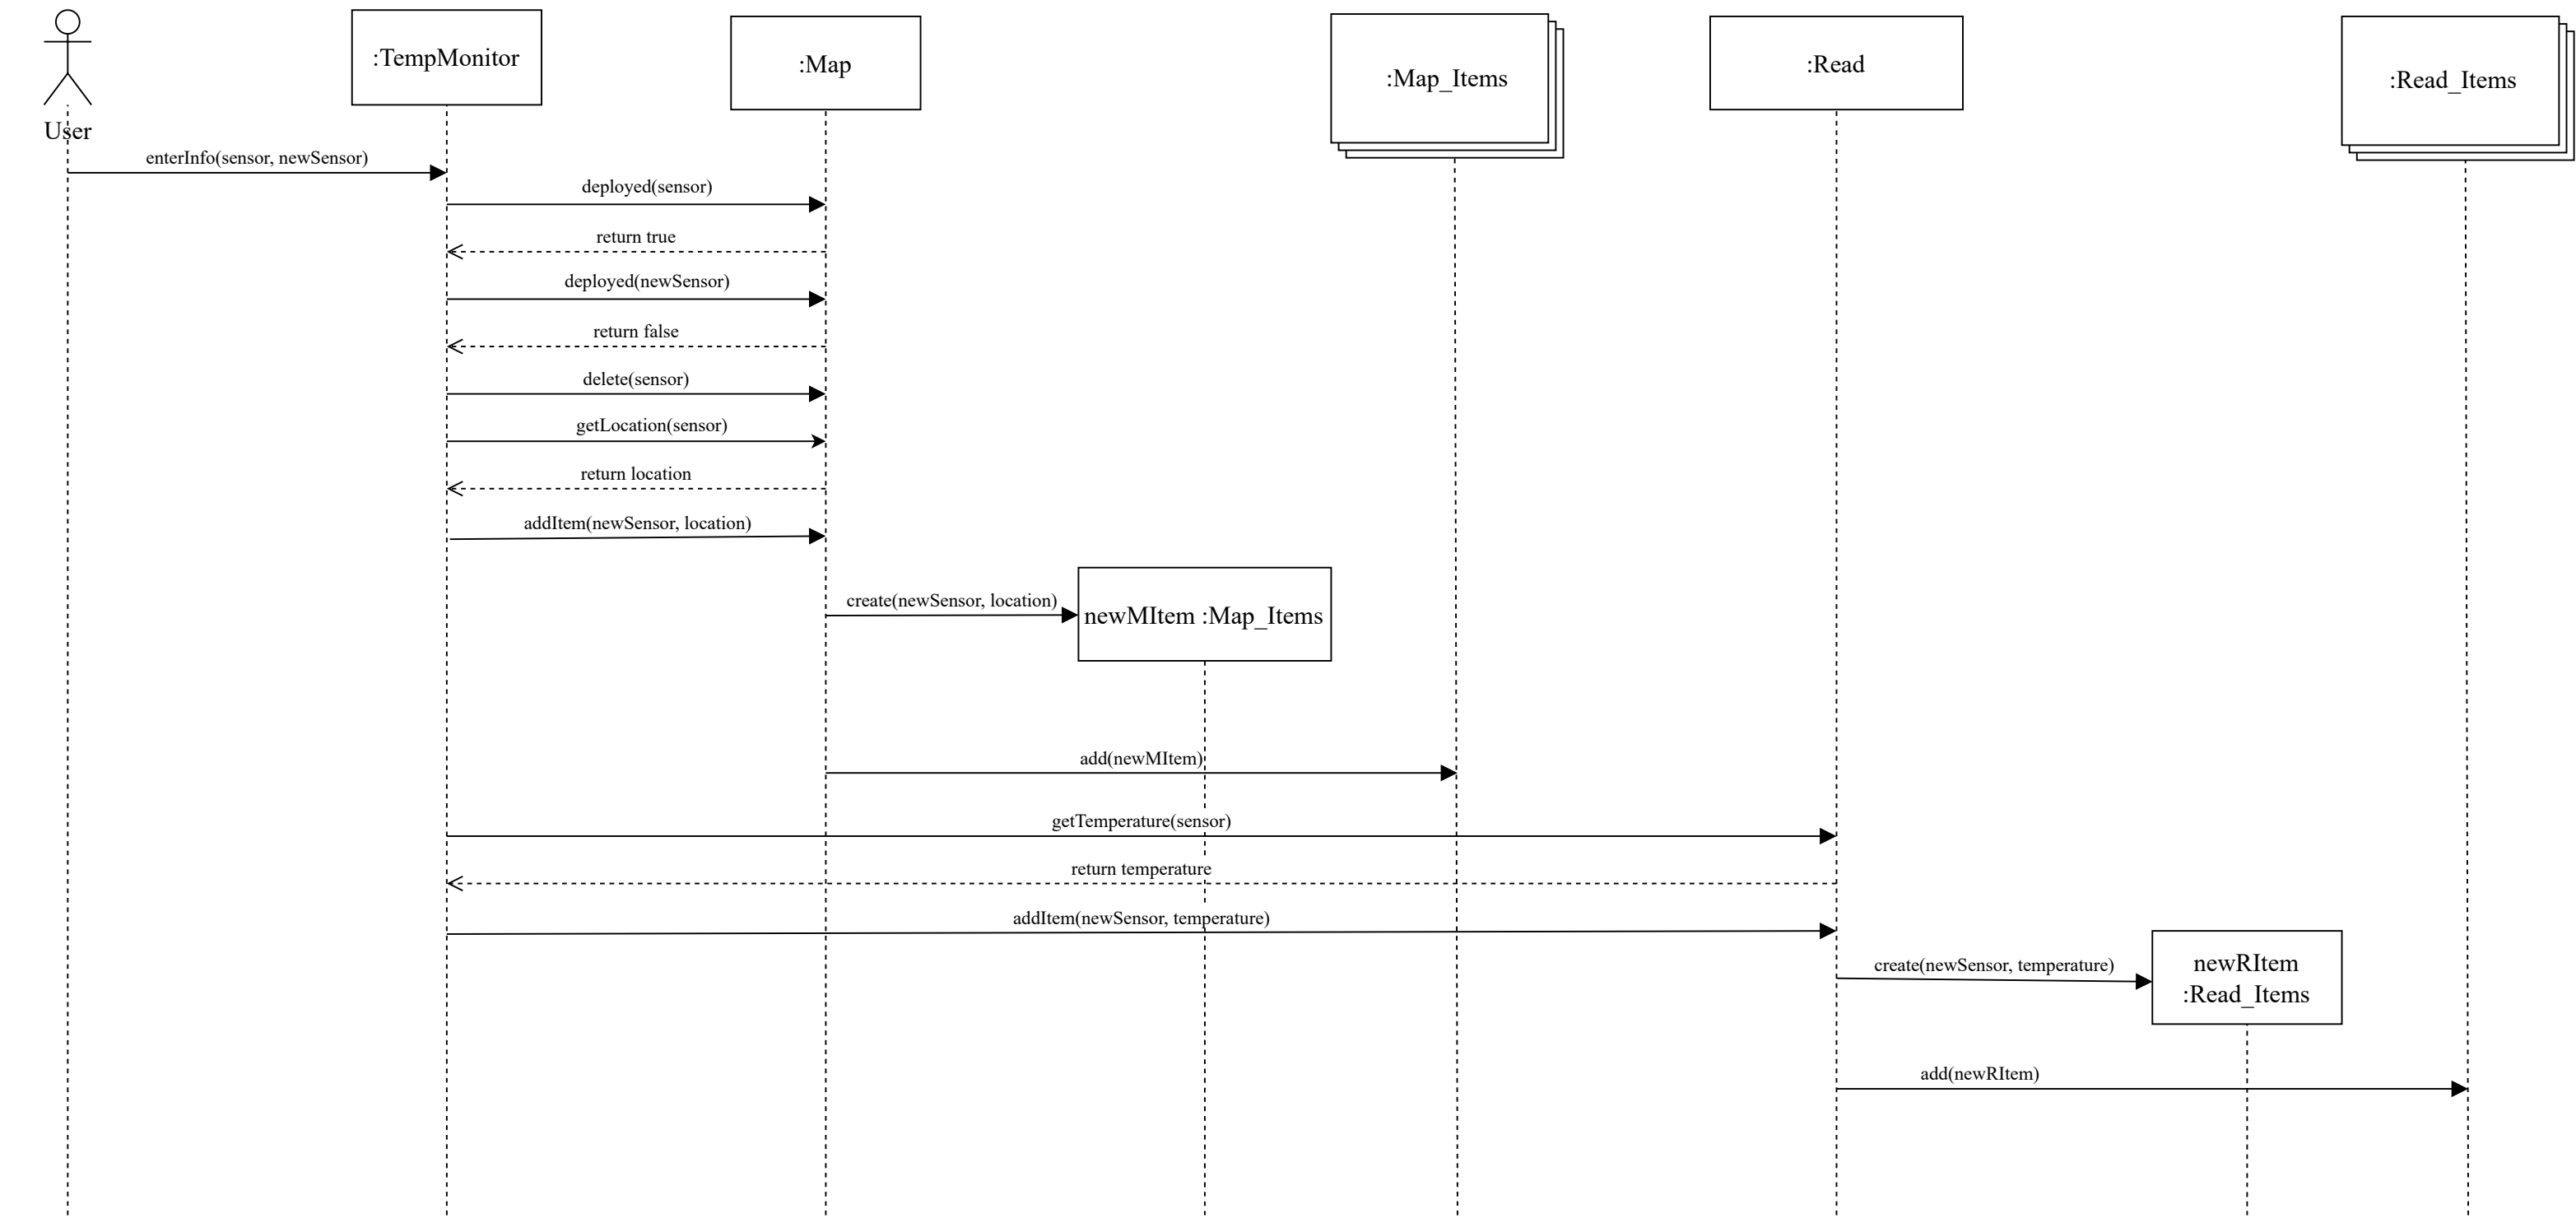 :TempMonitor
:Map
:Map_Items
:Read
:Read_Items
User
enterInfo(sensor, newSensor)
deployed(sensor)
return true
deployed(newSensor)
return false
delete(sensor)
getLocation(sensor)
return location
addItem(newSensor, location)
create(newSensor, location)
newMItem :Map_Items
add(newMItem)
getTemperature(sensor)
return temperature
addItem(newSensor, temperature)
create(newSensor, temperature)
newRItem
:Read_Items
add(newRItem)